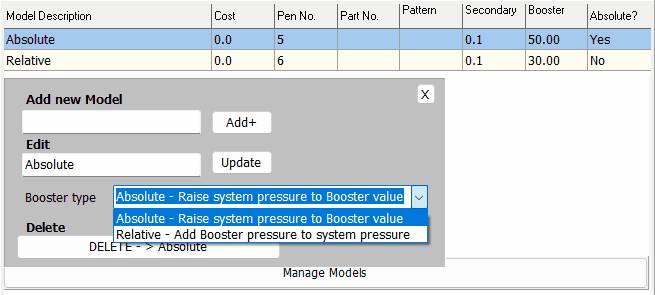 Model Description Cost Pen No. Part No. Pattern Secondary Booster Absolute?
Absolute 0.0 5 0.1 50.00 Yes
Relative 0.0 6 0.1 30.00 No
Add new Model X
Add+
Edit
Absolute Update
Booster type Absolute - Raise system pressure to Booster value
Absolute - Raise system pressure to Booster value
Relative - Add Booster pressure to system pressure
Delete
DELETE - > Absolute
Manage Models